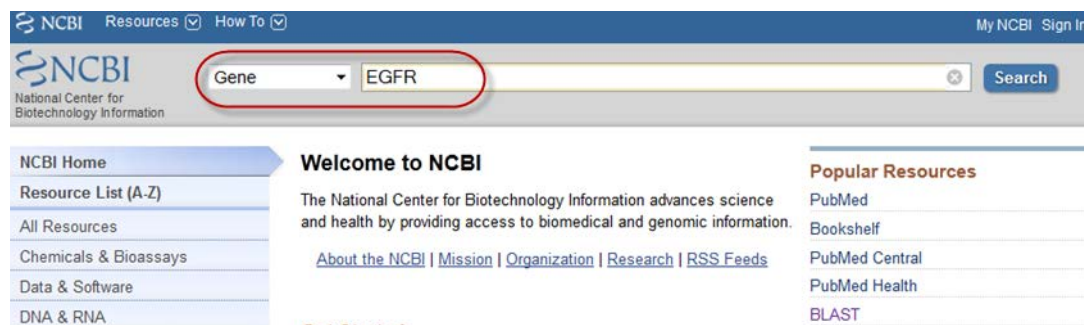 NCBI Resources How To My NCBI Sign In
NCBI
National Center for
Biotechnology Information
Gene EGFR Search
NCBI Home
Resource List (A-Z)
All Resources
Chemicals & Bioassays
Data & Software
DNA & RNA
Welcome to NCBI
The National Center for Biotechnology Information advances science
and health by providing access to biomedical and genomic information.
About the NCBI | Mission | Organization | Research | RSS Feeds
Popular Resources
PubMed
Bookshelf
PubMed Central
PubMed Health
BLAST